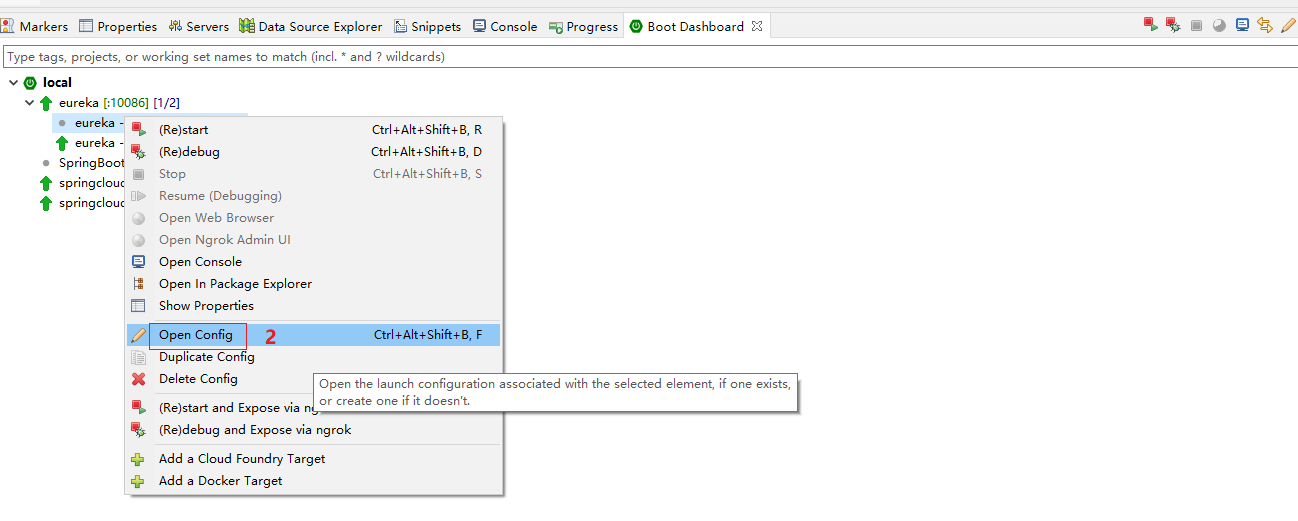 Markers Properties Servers Data Source Explorer Snippets Console Progress Boot Dashboard
Type tags, projects, or working set names to match (incl. * and ? wildcards)
local
eureka [:10086] [1/2]
eureka -
eureka -
SpringBoot
springcloud
springcloud
(Re)start Ctrl+Alt+Shift+B, R
(Re)debug Ctrl+Alt+Shift+B, D
Stop Ctrl+Alt+Shift+B, S
Resume (Debugging)
Open Web Browser
Open Ngrok Admin UI
Open Console
Open In Package Explorer
Show Properties
Open Config 2 Ctrl+Alt+Shift+B, F
Duplicate Config
Delete Config
Open the launch configuration associated with the selected element, if one exists,
or create one if it doesn't.
(Re)start and Expose via
(Re)debug and Expose via ngrok
Add a Cloud Foundry Target
Add a Docker Target